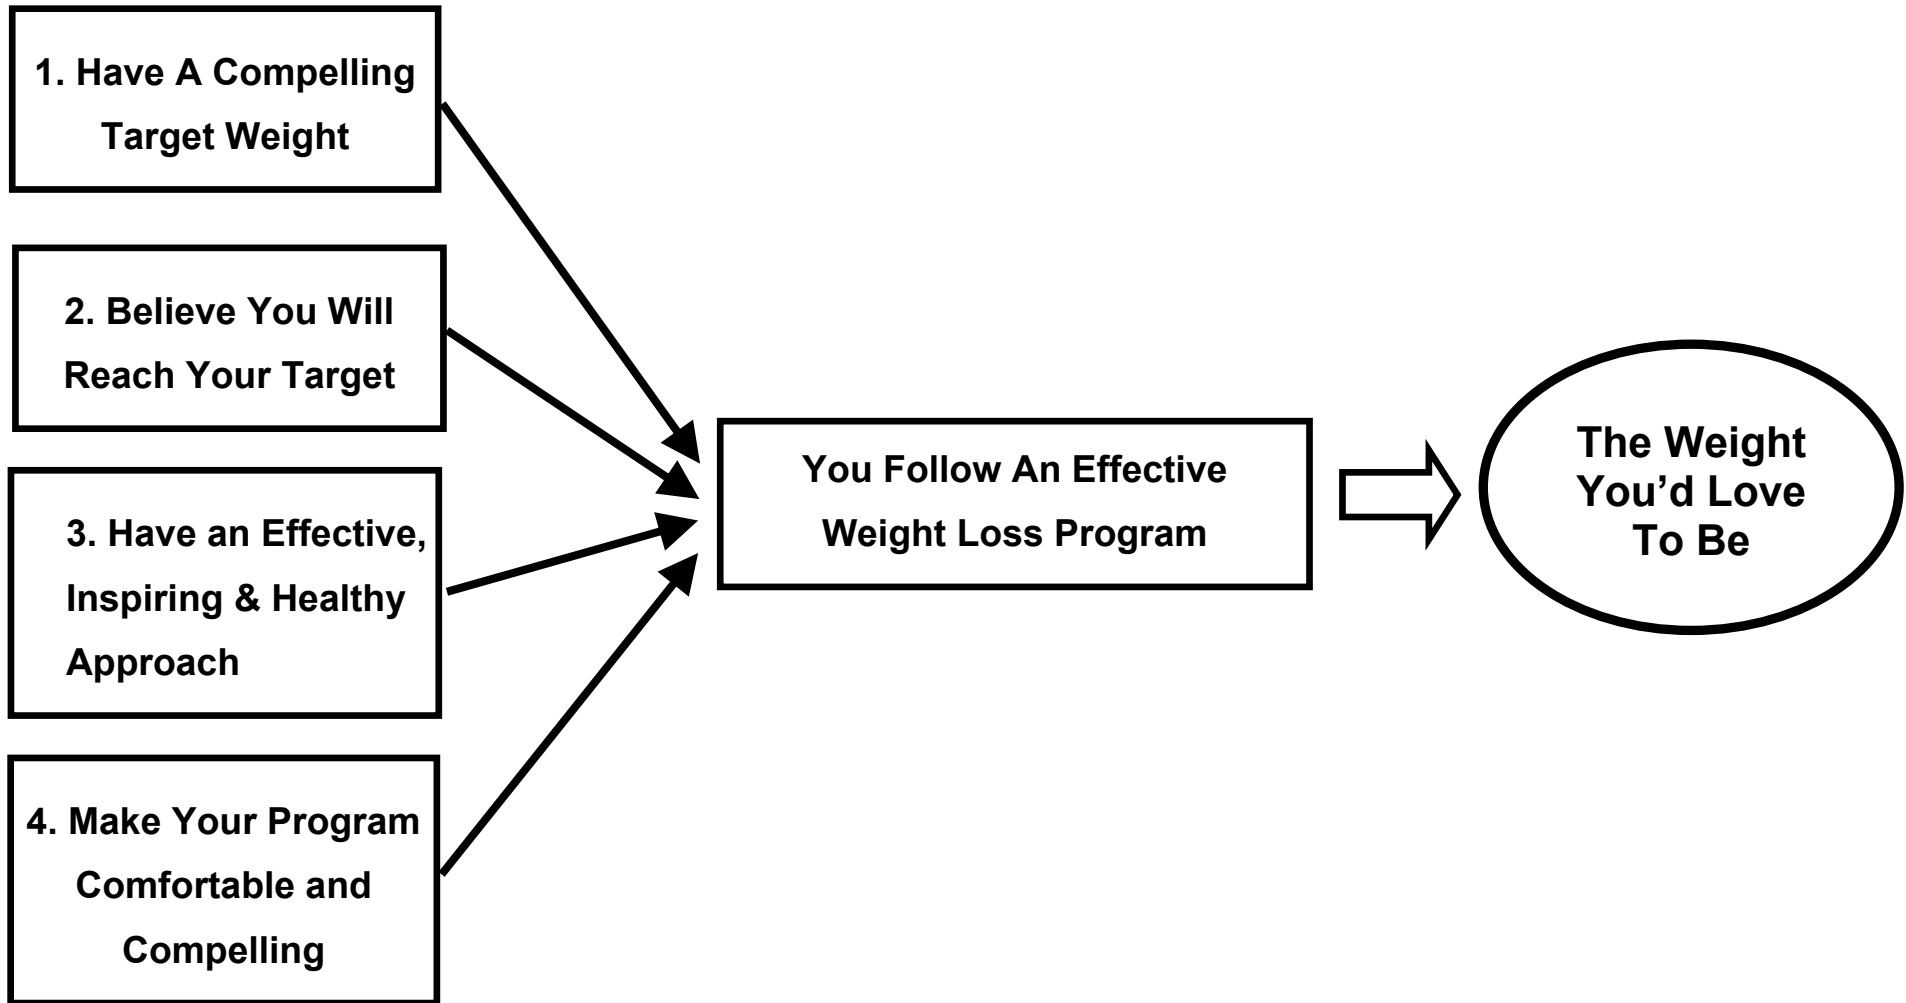 1. Have A Compelling
Target Weight
2. Believe You Will
Reach Your Target
3. Have an Effective,
Inspiring & Healthy
Approach
4. Make Your Program
Comfortable and
Compelling
You Follow An Effective
Weight Loss Program
The Weight
You’d Love
To Be